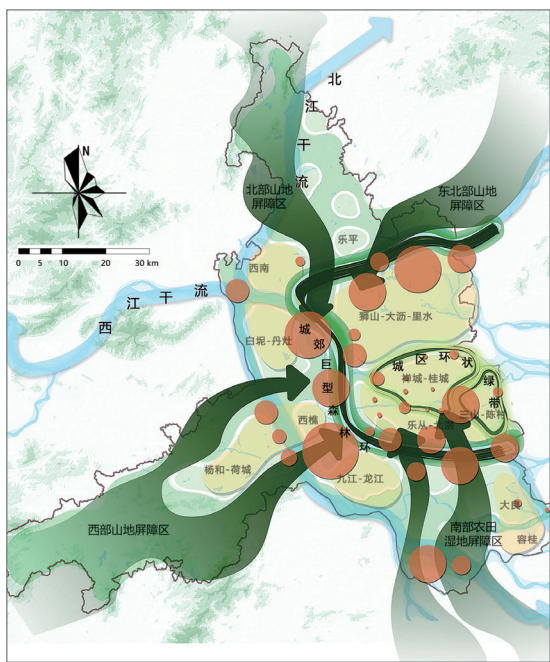 北江干流
N
0 5 10 20 30 km
北部山地
屏障区
东北部山地
屏障区
乐平
西南
西江干流
狮山-大沥-里水
白坭-丹灶
城郊巨型森林环
城区环状绿带
禅城-桂城
三山-陈村
西樵
乐从-北滘
杨和-荷城
九江-龙江
西部山地屏障区
大良
南部农田
湿地屏障区
容桂